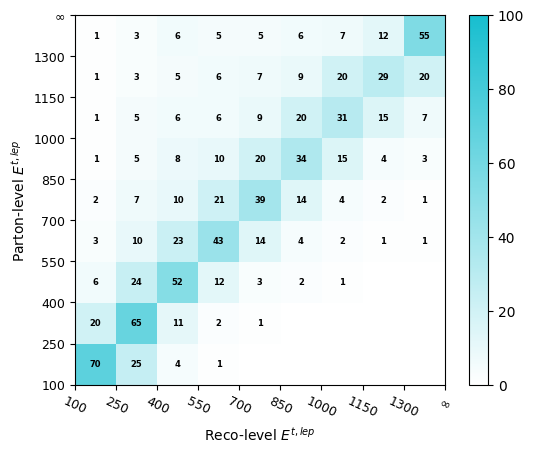 ∞ 1 3 6 5 5 6 7 12 55 100
1300
1 3 5 6 7 9 20 29 20
1150 80
1 5 6 6 9 20 31 15 7
1000
1 5 8 10 20 34 15 4 3
850 60
2 7 10 21 39 14 4 2 1
700
3 10 23 43 14 4 2 1 1
550 40
6 24 52 12 3 2 1
400
20 65 11 2 1 20
250
70 25 4 1
100 0
100 250 400 550 700 850 1000 1150 1300 ∞
Parton-level E^{t,lep}
Reco-level E^{t,lep}